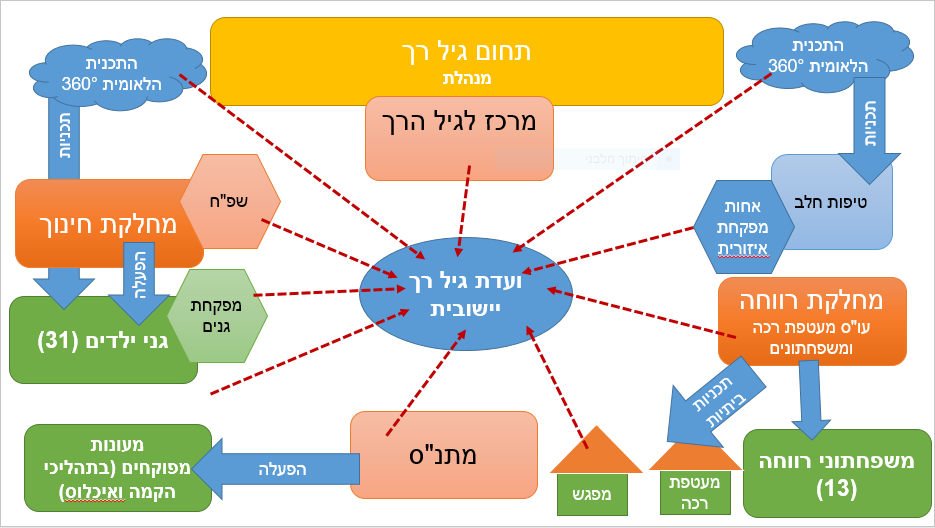 תחום גיל רך
מנהלת
מרכז לגיל הרך
התכנית
הלאומית 360°
תכניות
טיפות חלב
אחות
מפקחת
איזורית
התכנית
הלאומית 360°
תכניות
מחלקת חינוך
שפ"ח
הפעלה
מפקחת
גנים
גני ילדים (31)
ועדת גיל רך
יישובית
מחלקת רווחה
עו"ס מעטפת רכה
ומשפחתונים
תכניות
ביתיות
משפחתוני רווחה
(13)
מעטפת
רכה
מפגש
מתנ"ס
הפעלה
מעונות
מפוקחים (בתהליכי
הקמה ואיכלוס)